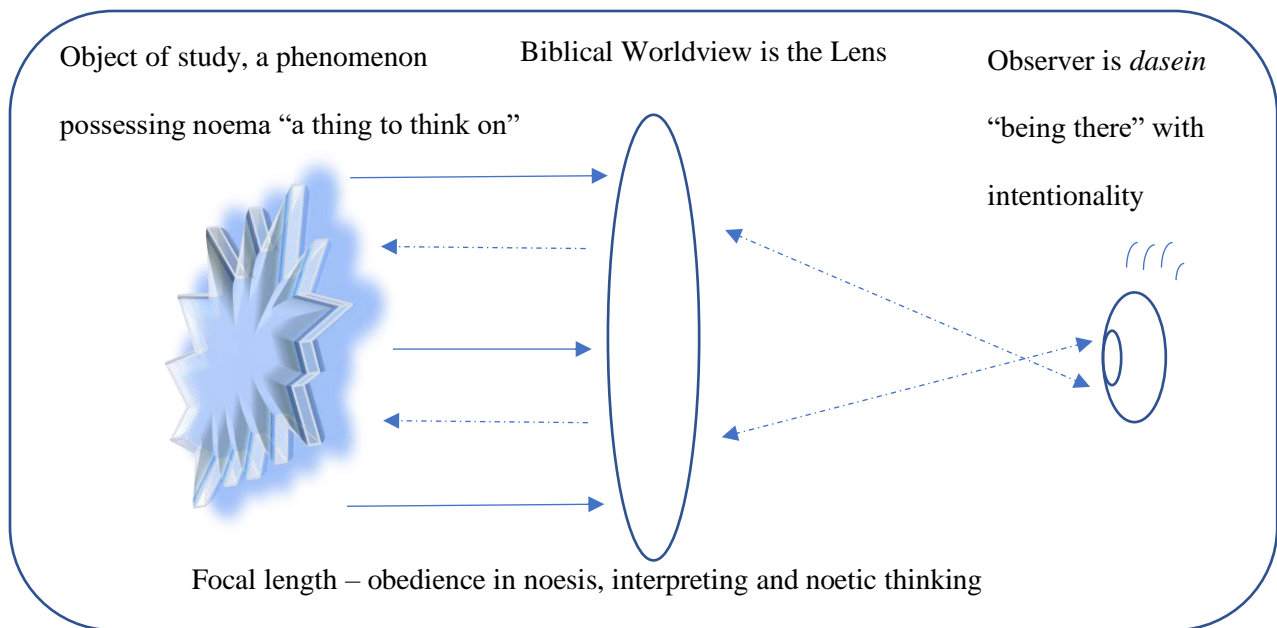 Object of study, a phenomenon
possessing noema “a thing to think on”
Biblical Worldview is the Lens
Observer is dasein
“being there” with
intentionality
Focal length – obedience in noesis, interpreting and noetic thinking